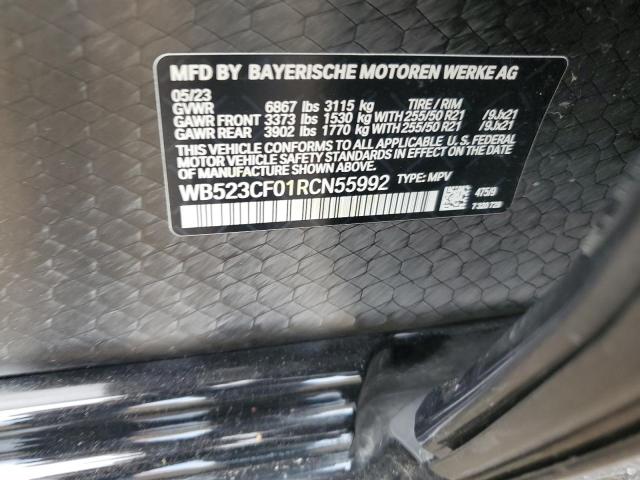 MFD BY BAYERISCHE MOTOREN WERKE AG
05/23
GVWR 6867 lbs 3115 kg TIRE / RIM
GAWR FRONT 3373 lbs 1530 kg WITH 255/50 R21 /9Jx21
GAWR REAR 3902 lbs 1770 kg WITH 255/50 R21 /9Jx21
THIS VEHICLE CONFORMS TO ALL APPLICABLE U.S. FEDERAL
MOTOR VEHICLE SAFETY STANDARDS IN EFFECT ON THE
DATE OF MANUFACTURE SHOWN ABOVE.
WB523CF01RCN55992 TYPE: MPV
475/9